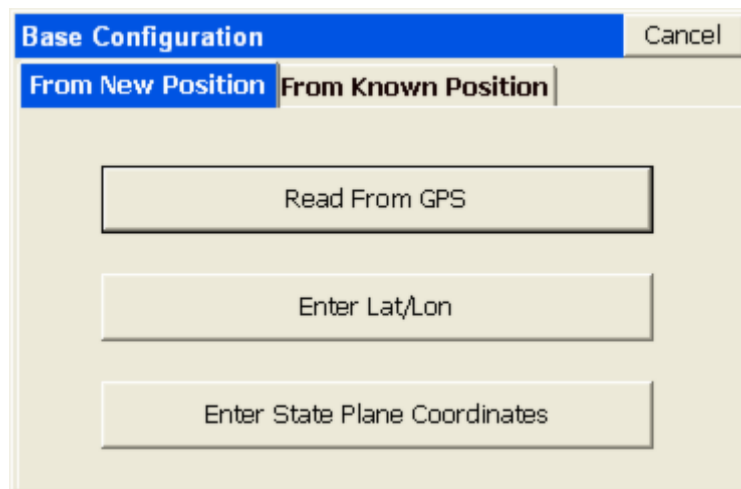 Base Configuration Cancel
From New Position From Known Position
Read From GPS
Enter Lat/Lon
Enter State Plane Coordinates